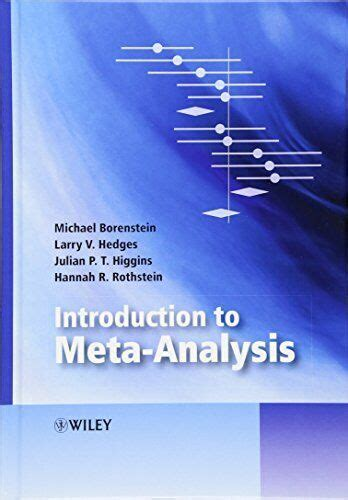 Michael Borenstein
Larry V. Hedges
Julian P. T. Higgins
Hannah R. Rothstein
Introduction to
Meta-Analysis
WILEY